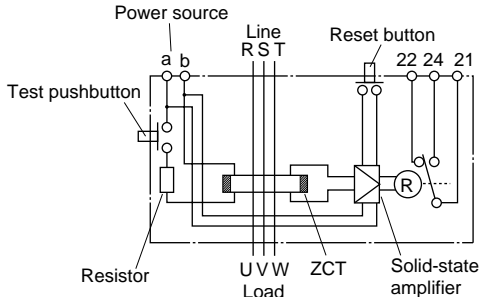 Power source
a b
Line
R S T
Reset button
22 24 21
Test pushbutton
R
Resistor
U V W
Load
ZCT
Solid-state
amplifier